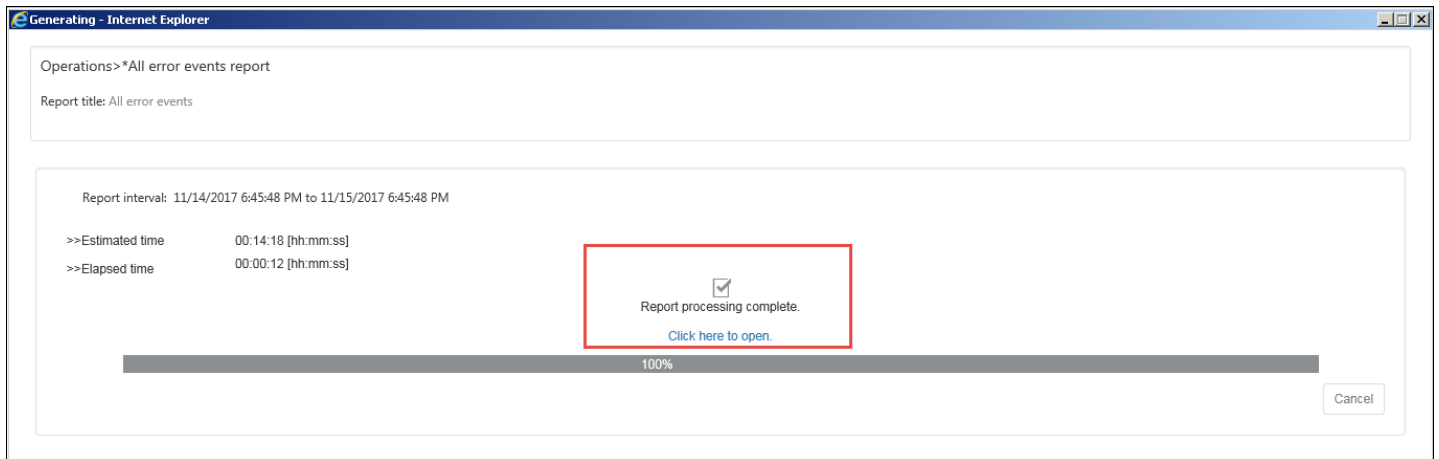 Generating - Internet Explorer
Operations>*All error events report
Report title: All error events
Report interval: 11/14/2017 6:45:48 PM to 11/15/2017 6:45:48 PM
>>Estimated time 00:14:18 [hh:mm:ss]
>>Elapsed time 00:00:12 [hh:mm:ss]
Report processing complete.
Click here to open.
100%
Cancel